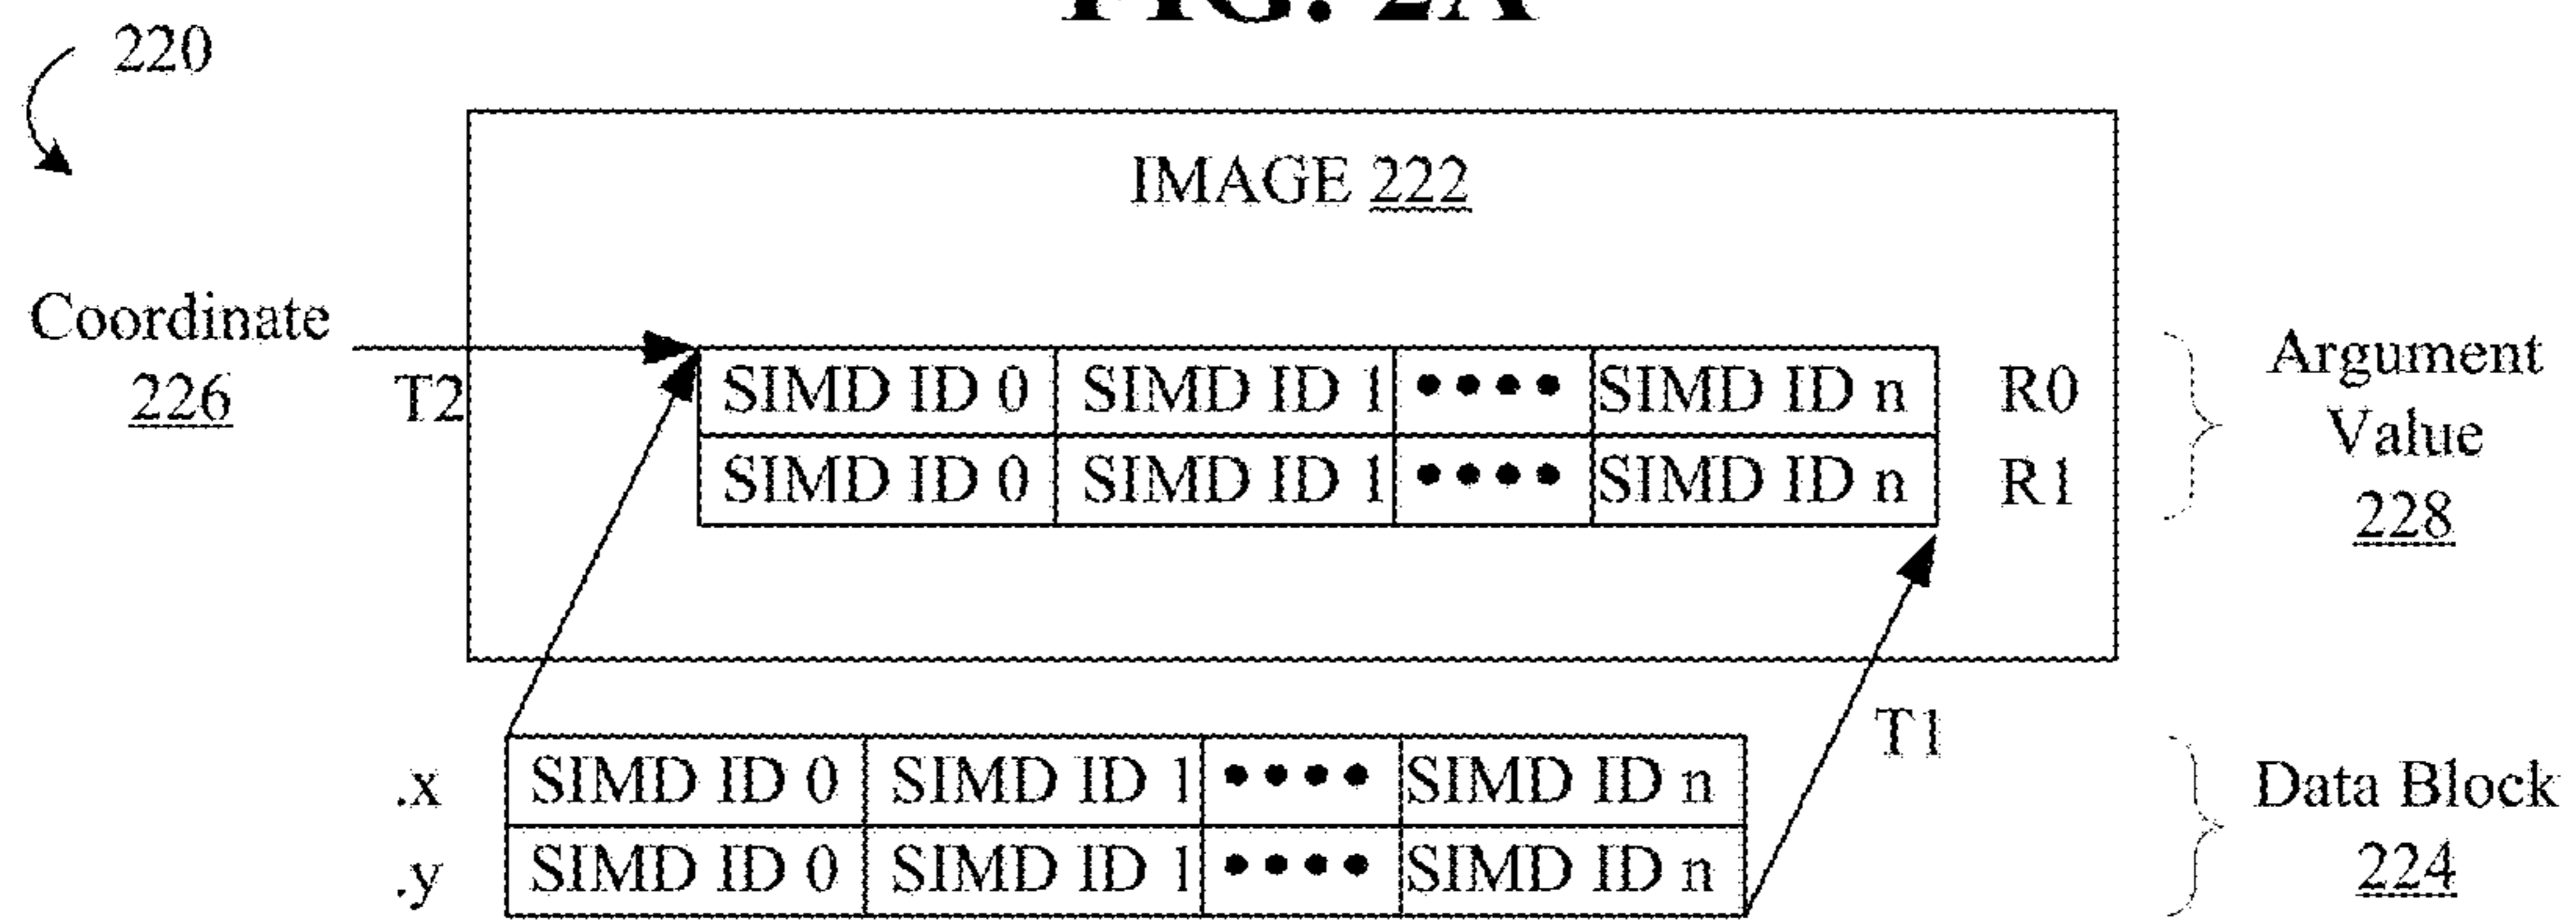 FIG. 2A
220
IMAGE 222
Coordinate
226
T2
SIMD ID 0 SIMD ID 1 •••• SIMD ID n R0
SIMD ID 0 SIMD ID 1 •••• SIMD ID n R1
Argument
Value
228
T1
.x SIMD ID 0 SIMD ID 1 •••• SIMD ID n
.y SIMD ID 0 SIMD ID 1 •••• SIMD ID n
Data Block
224